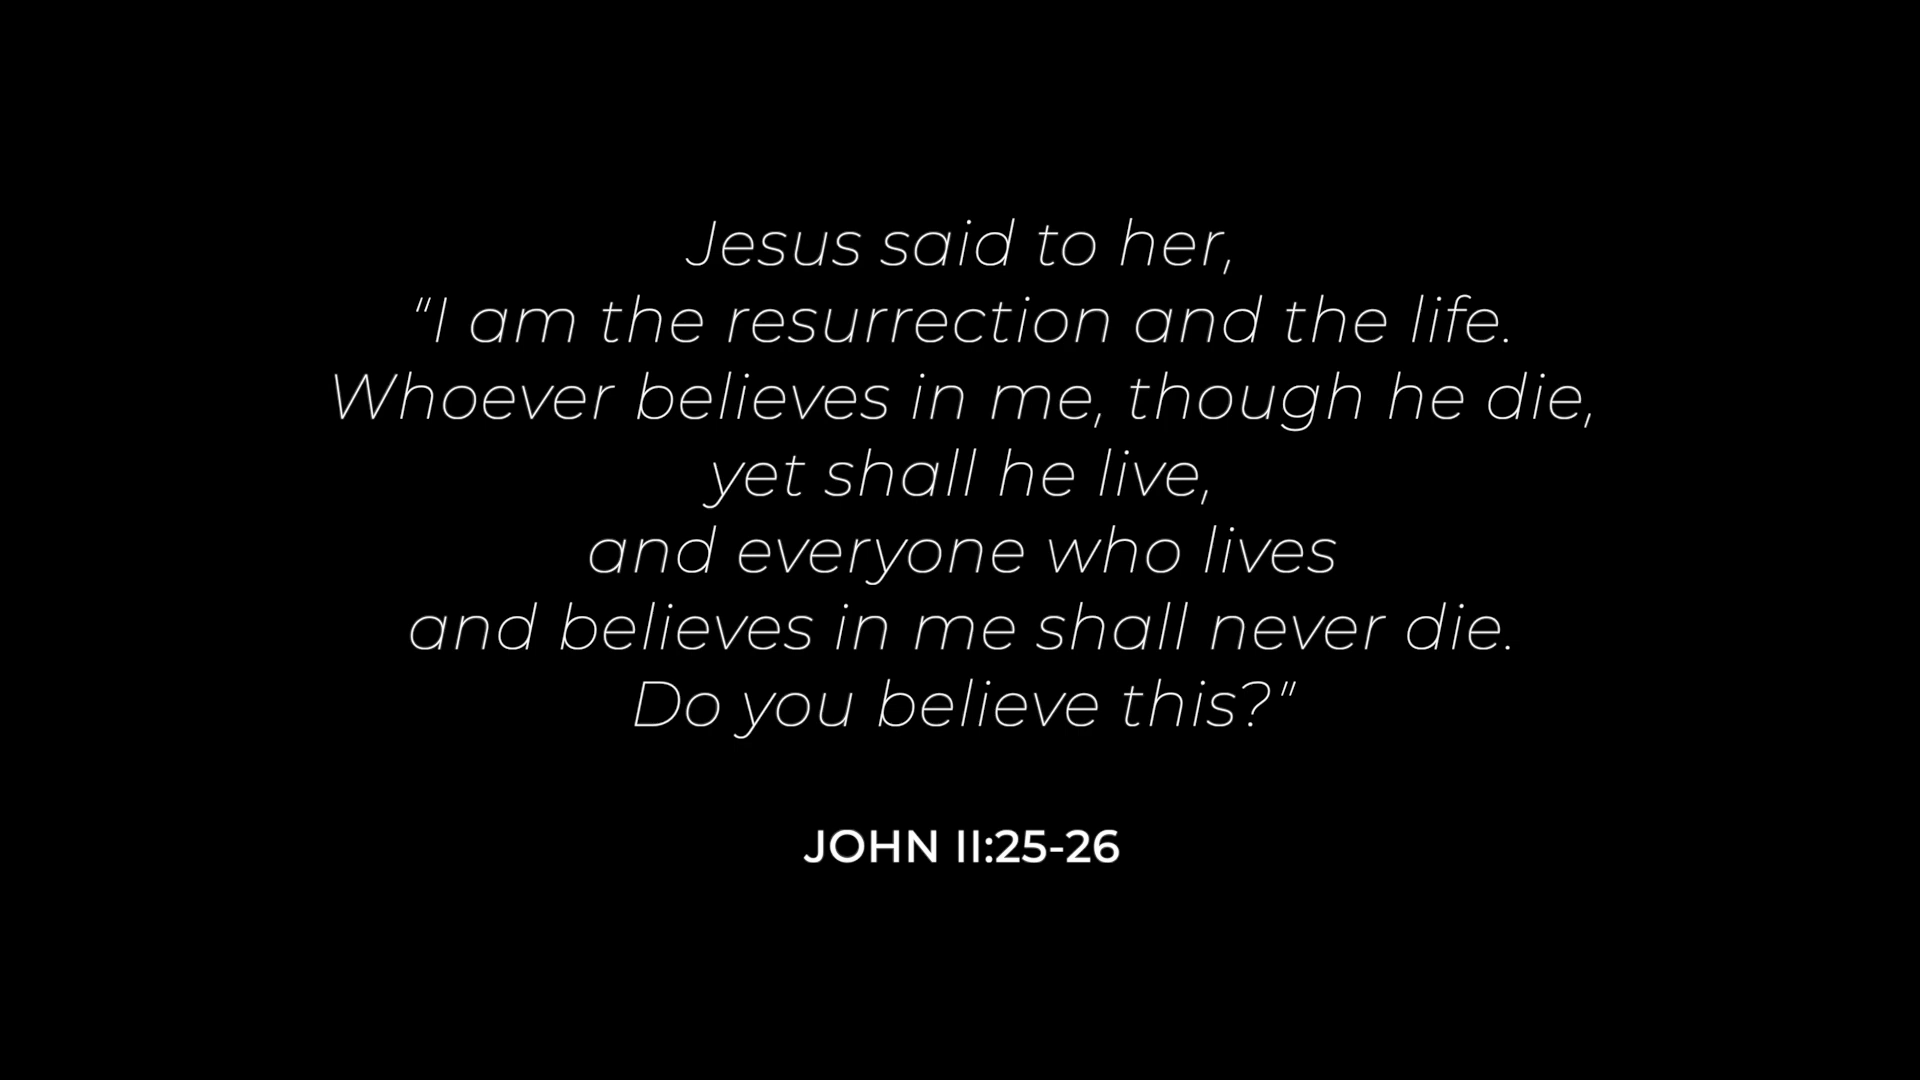 Jesus said to her,
“I am the resurrection and the life.
Whoever believes in me, though he die,
yet shall he live,
and everyone who lives
and believes in me shall never die.
Do you believe this?”
JOHN 11:25-26